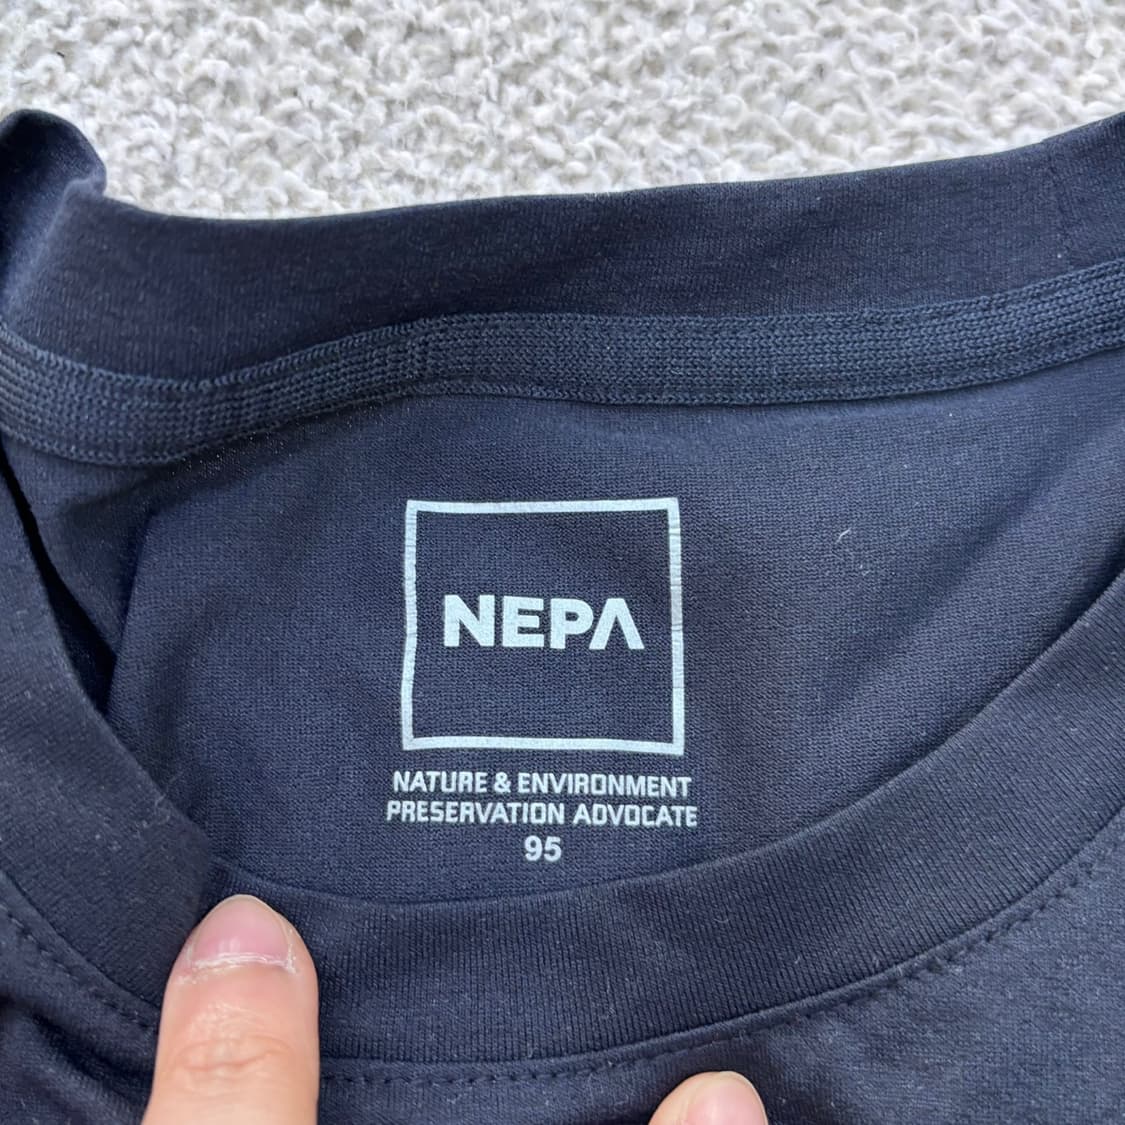 NEPA
NATURE & ENVIRONMENT
PRESERVATION ADVOCATE
95